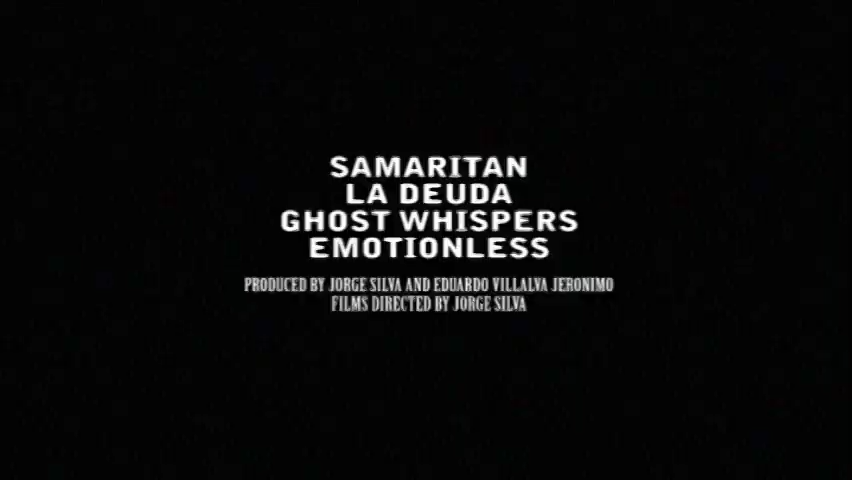 SAMARITAN
LA DEUDA
GHOST WHISPERS
EMOTIONLESS
PRODUCED BY JORGE SILVA AND EDUARDO VILLALVA JERONIMO
FILMS DIRECTED BY JORGE SILVA